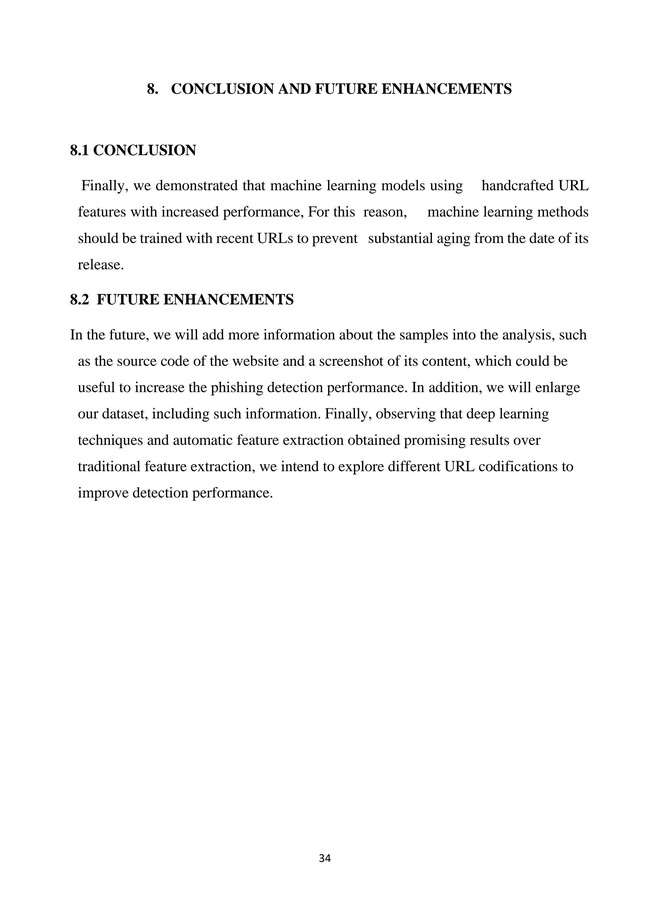 8. CONCLUSION AND FUTURE ENHANCEMENTS
8.1 CONCLUSION
Finally, we demonstrated that machine learning models using handcrafted URL
features with increased performance, For this reason, machine learning methods
should be trained with recent URLs to prevent substantial aging from the date of its
release.
8.2 FUTURE ENHANCEMENTS
In the future, we will add more information about the samples into the analysis, such
as the source code of the website and a screenshot of its content, which could be
useful to increase the phishing detection performance. In addition, we will enlarge
our dataset, including such information. Finally, observing that deep learning
techniques and automatic feature extraction obtained promising results over
traditional feature extraction, we intend to explore different URL codifications to
improve detection performance.
34